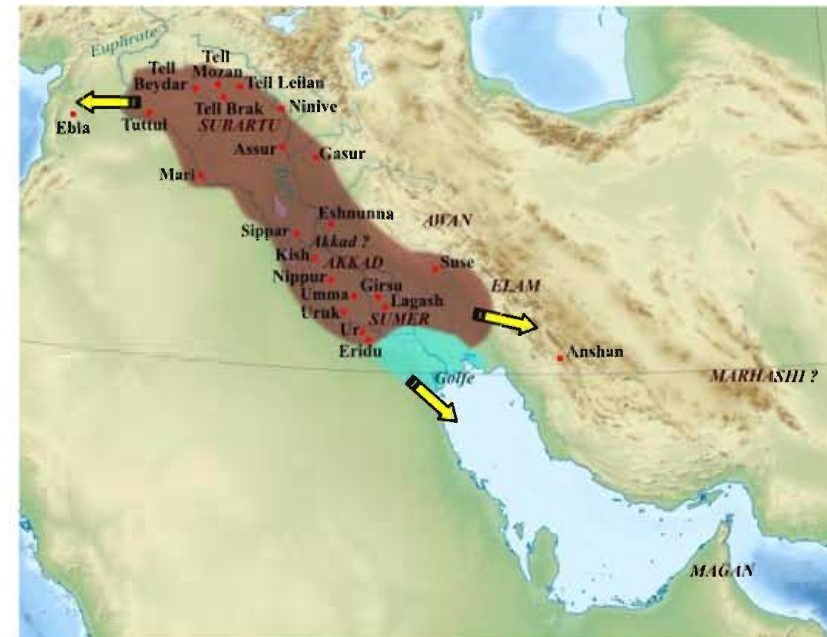 Euphrate
Tell
Mozan
Tell
Beydar
Tell Leilan
Tell Brak
Ninive
Ebla
Tuttul
SUBARTU
Assur
Gasur
Mari
Eshnunna
AWAN
Sippar
Akkad ?
Kish
AKKAD
Suse
Nippur
ELAM
Umma
Girsu
Lagash
Uruk
SUMER
Ur
Eridu
Anshan
Golfe
MARHASHI ?
MAGAN